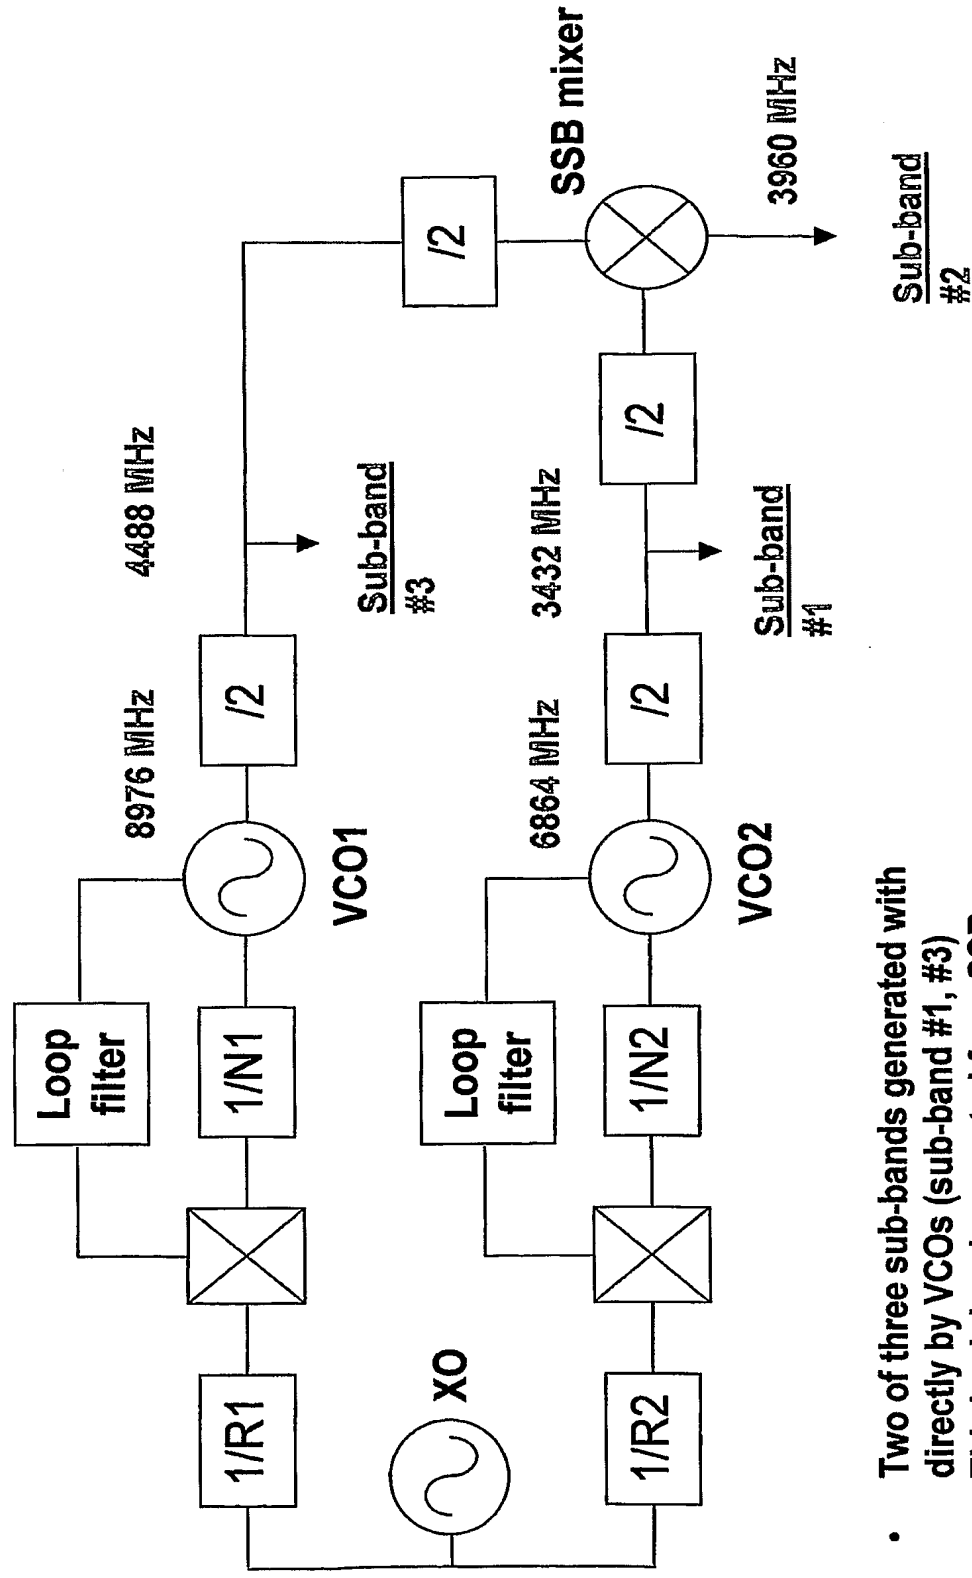 Loop
filter
8976 MHz
4488 MHz
1/R1
1/N1
VCO1
/2
Sub-band
#3
/2
XO
SSB mixer
Loop
filter
6864 MHz
3432 MHz
1/R2
1/N2
VCO2
/2
Sub-band
#1
/2
3960 MHz
Sub-band
#2
• Two of three sub-bands generated with
directly by VCOs (sub-band #1, #3)